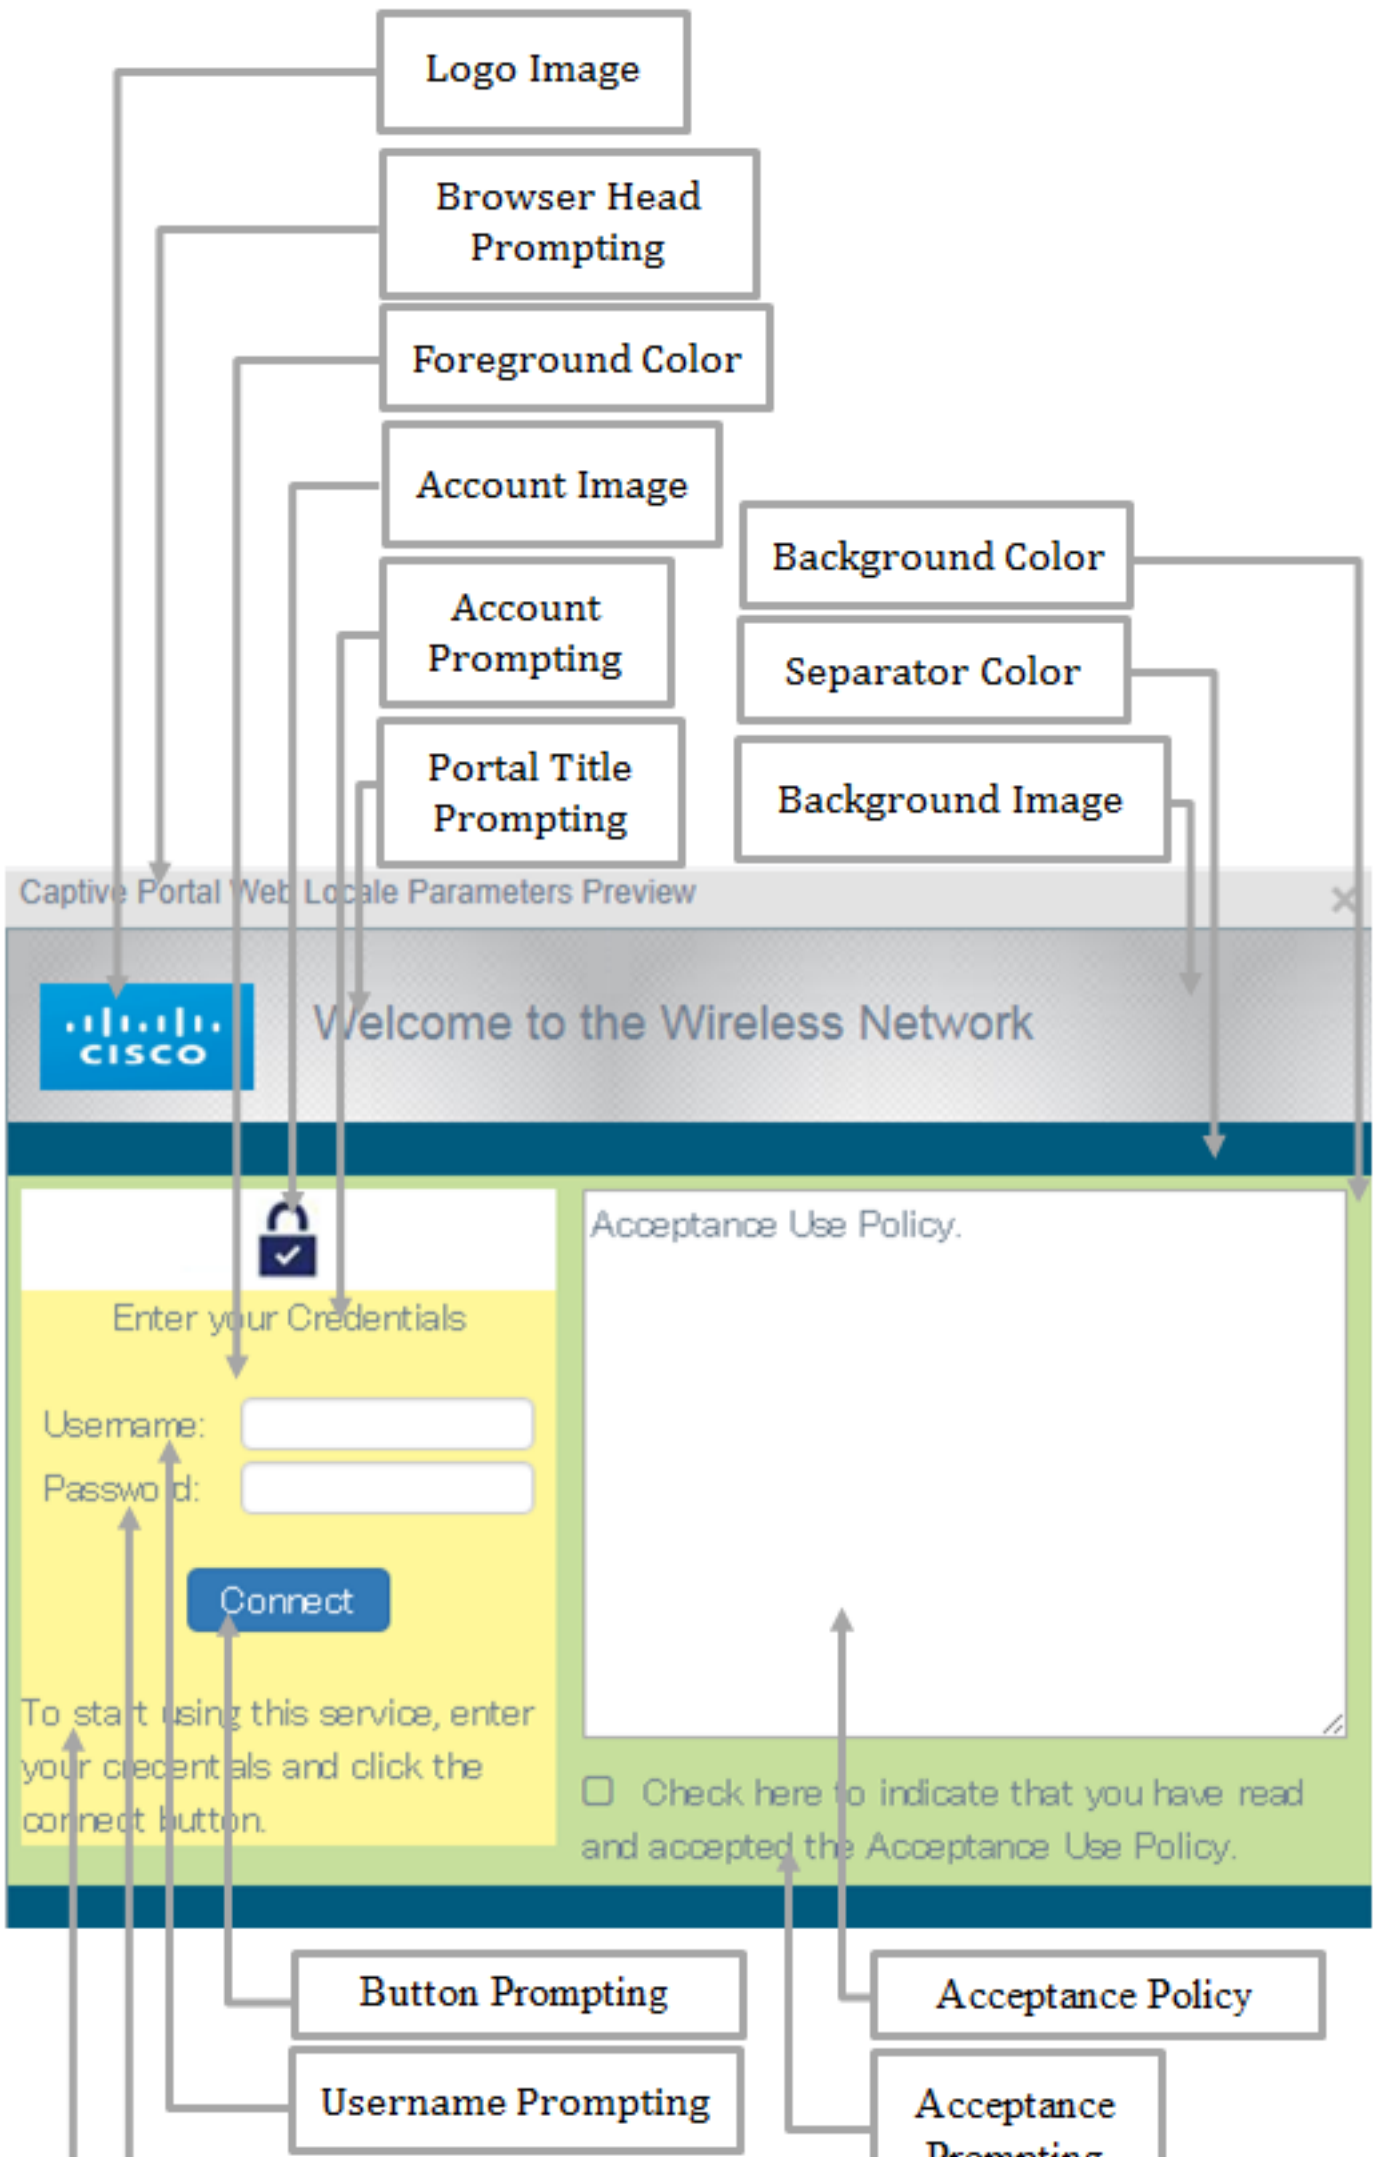 Logo Image
Browser Head
Prompting
Foreground Color
Account Image
Background Color
Account
Prompting
Separator Color
Portal Title
Prompting
Background Image
Captive Portal Web Locale Parameters Preview
CISCO
Welcome to the Wireless Network
Acceptance Use Policy.
Enter your Credentials
Username:
Password:
Connect
To start using this service, enter
your credentials and click the
connect button.
Check here to indicate that you have read
and accepted the Acceptance Use Policy.
Button Prompting
Acceptance Policy
Username Prompting
Acceptance
Prompting